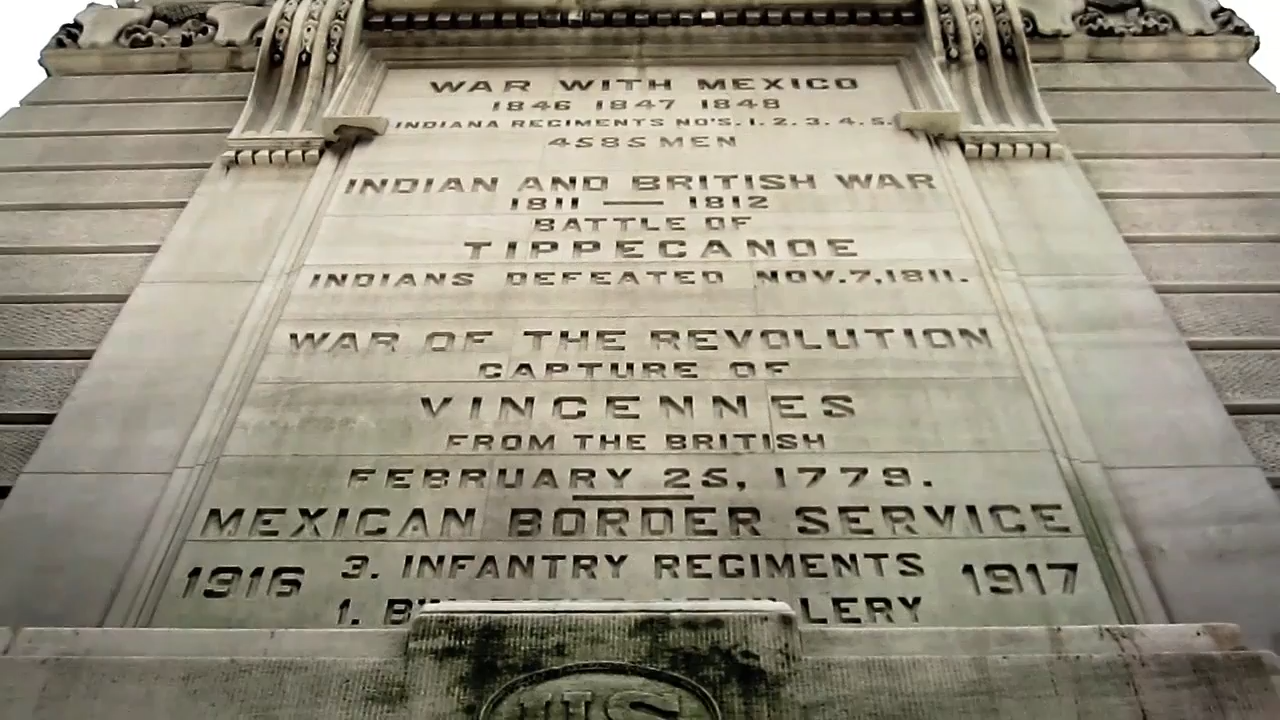 WAR WITH MEXICO
1846 1847 1848
INDIANA REGIMENTS NO'S. 1. 2. 3. 4. 5.
4585 MEN
INDIAN AND BRITISH WAR
1811 — 1812
BATTLE OF
TIPPECANOE
INDIANS DEFEATED NOV. 7, 1811.
WAR OF THE REVOLUTION
CAPTURE OF
VINCENNES
FROM THE BRITISH
FEBRUARY 25, 1779.
MEXICAN BORDER SERVICE
1916 3. INFANTRY REGIMENTS 1917
1.
US